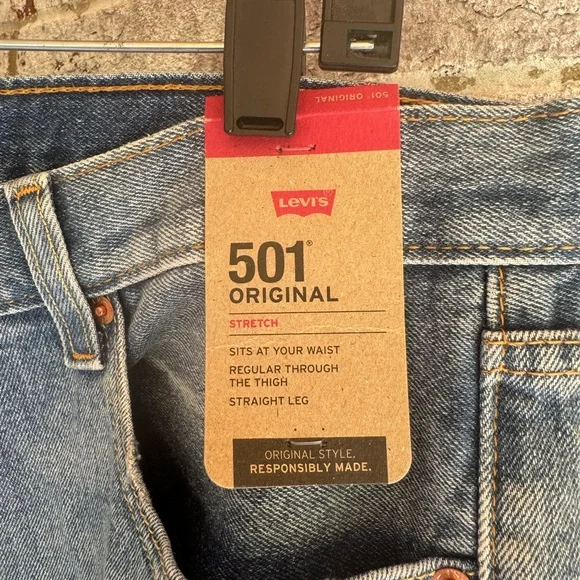 501® ORIGINAL
LEVI'S
501®
ORIGINAL
STRETCH
SITS AT YOUR WAIST
REGULAR THROUGH
THE THIGH
STRAIGHT LEG
ORIGINAL STYLE,
RESPONSIBLY MADE.